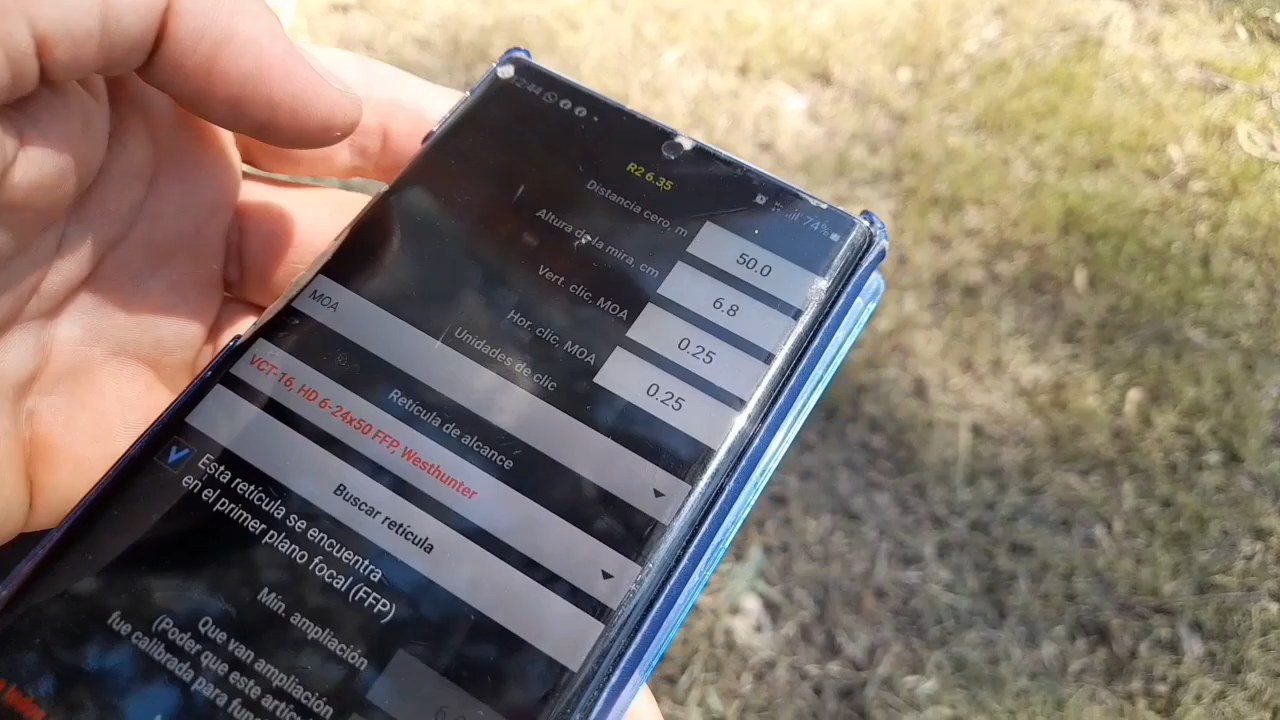 2:44
74%
R2 6.35
Distancia cero, m 50.0
Altura de la mira, cm 6.8
Vert. clic, MOA 0.25
Hor. clic, MOA 0.25
Unidades de clic
MOA
Retícula de alcance
VCT-16, HD 6-24x50 FFP, Westhunter
Buscar retícula
Esta retícula se encuentra
en el primer plano focal (FFP)
Mín. ampliación
Que van ampliación
(Poder que este
fue calibrada para